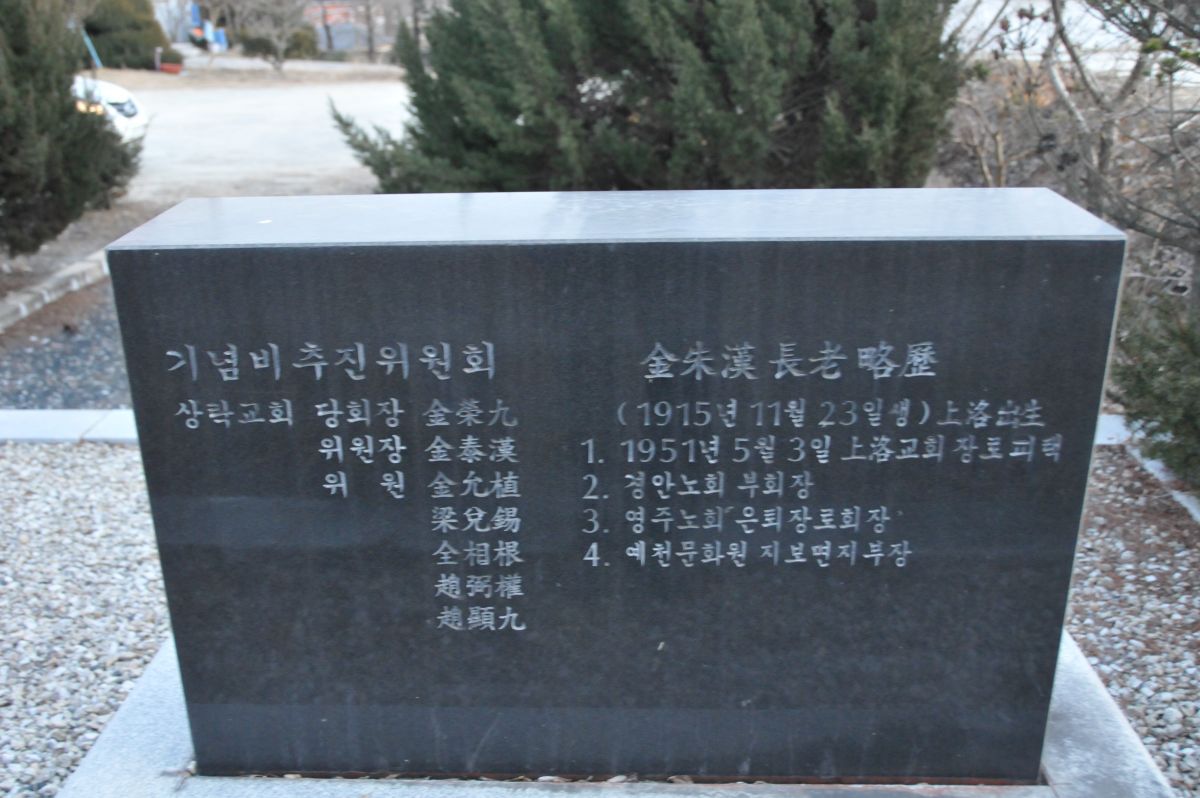 기념비추진위원회
상락교회 당회장 金榮九
위원장 金泰漢
위 원 金允植
梁兌錫
全相根
趙弼權
趙顯九
金朱漢 長老 略歷
(1915년 11월 23일생) 上洛出生
1. 1951년 5월 3일 上洛교회 장로피택
2. 경안노회 부회장
3. 영주노회 은퇴장로회장
4. 예천문화원 지보면지부장